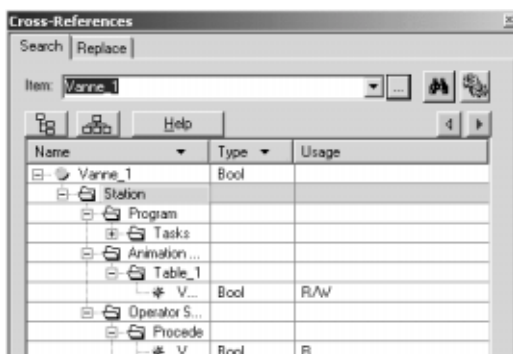 Cross-References
Search Replace
Item: Vanne_1 ...
Help
Name Type Usage
Vanne_1 Bool
Station
Program
Tasks
Animation ...
Table_1
V... Bool R/W
Operator S...
Procede
V... Bool R